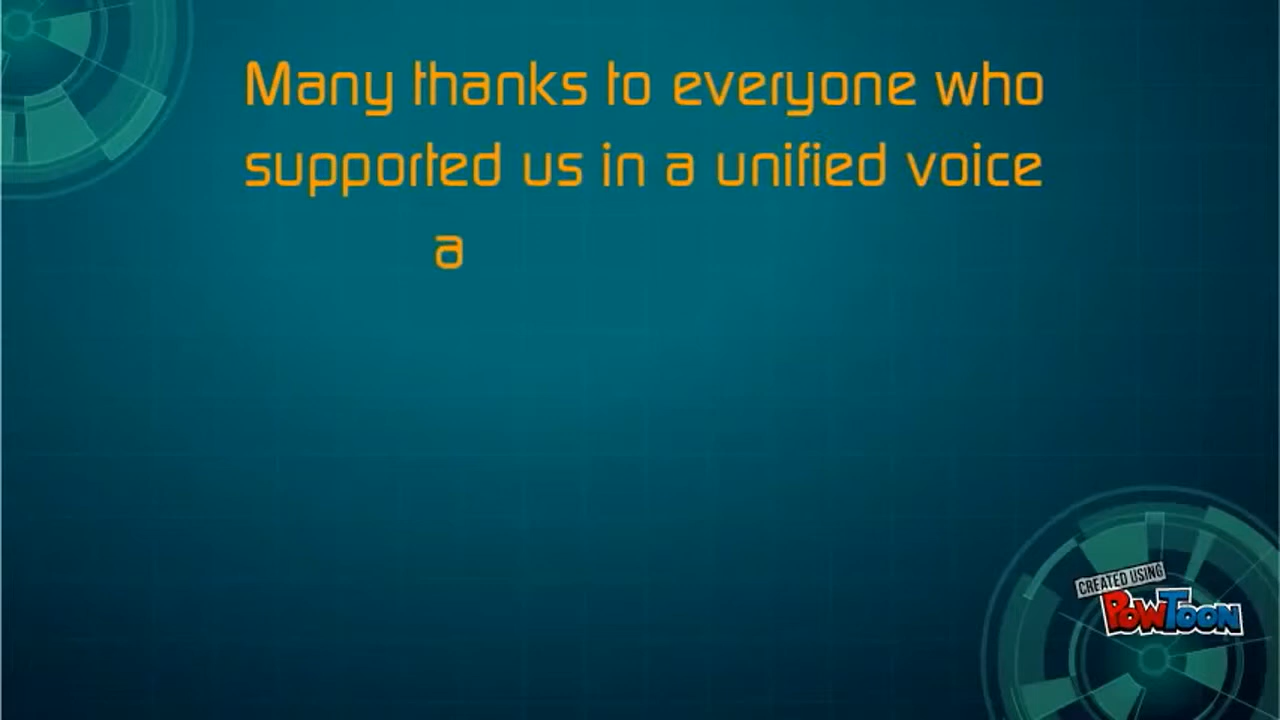 Many thanks to everyone who
supported us in a unified voice
a
CREATED USING
POWTOON